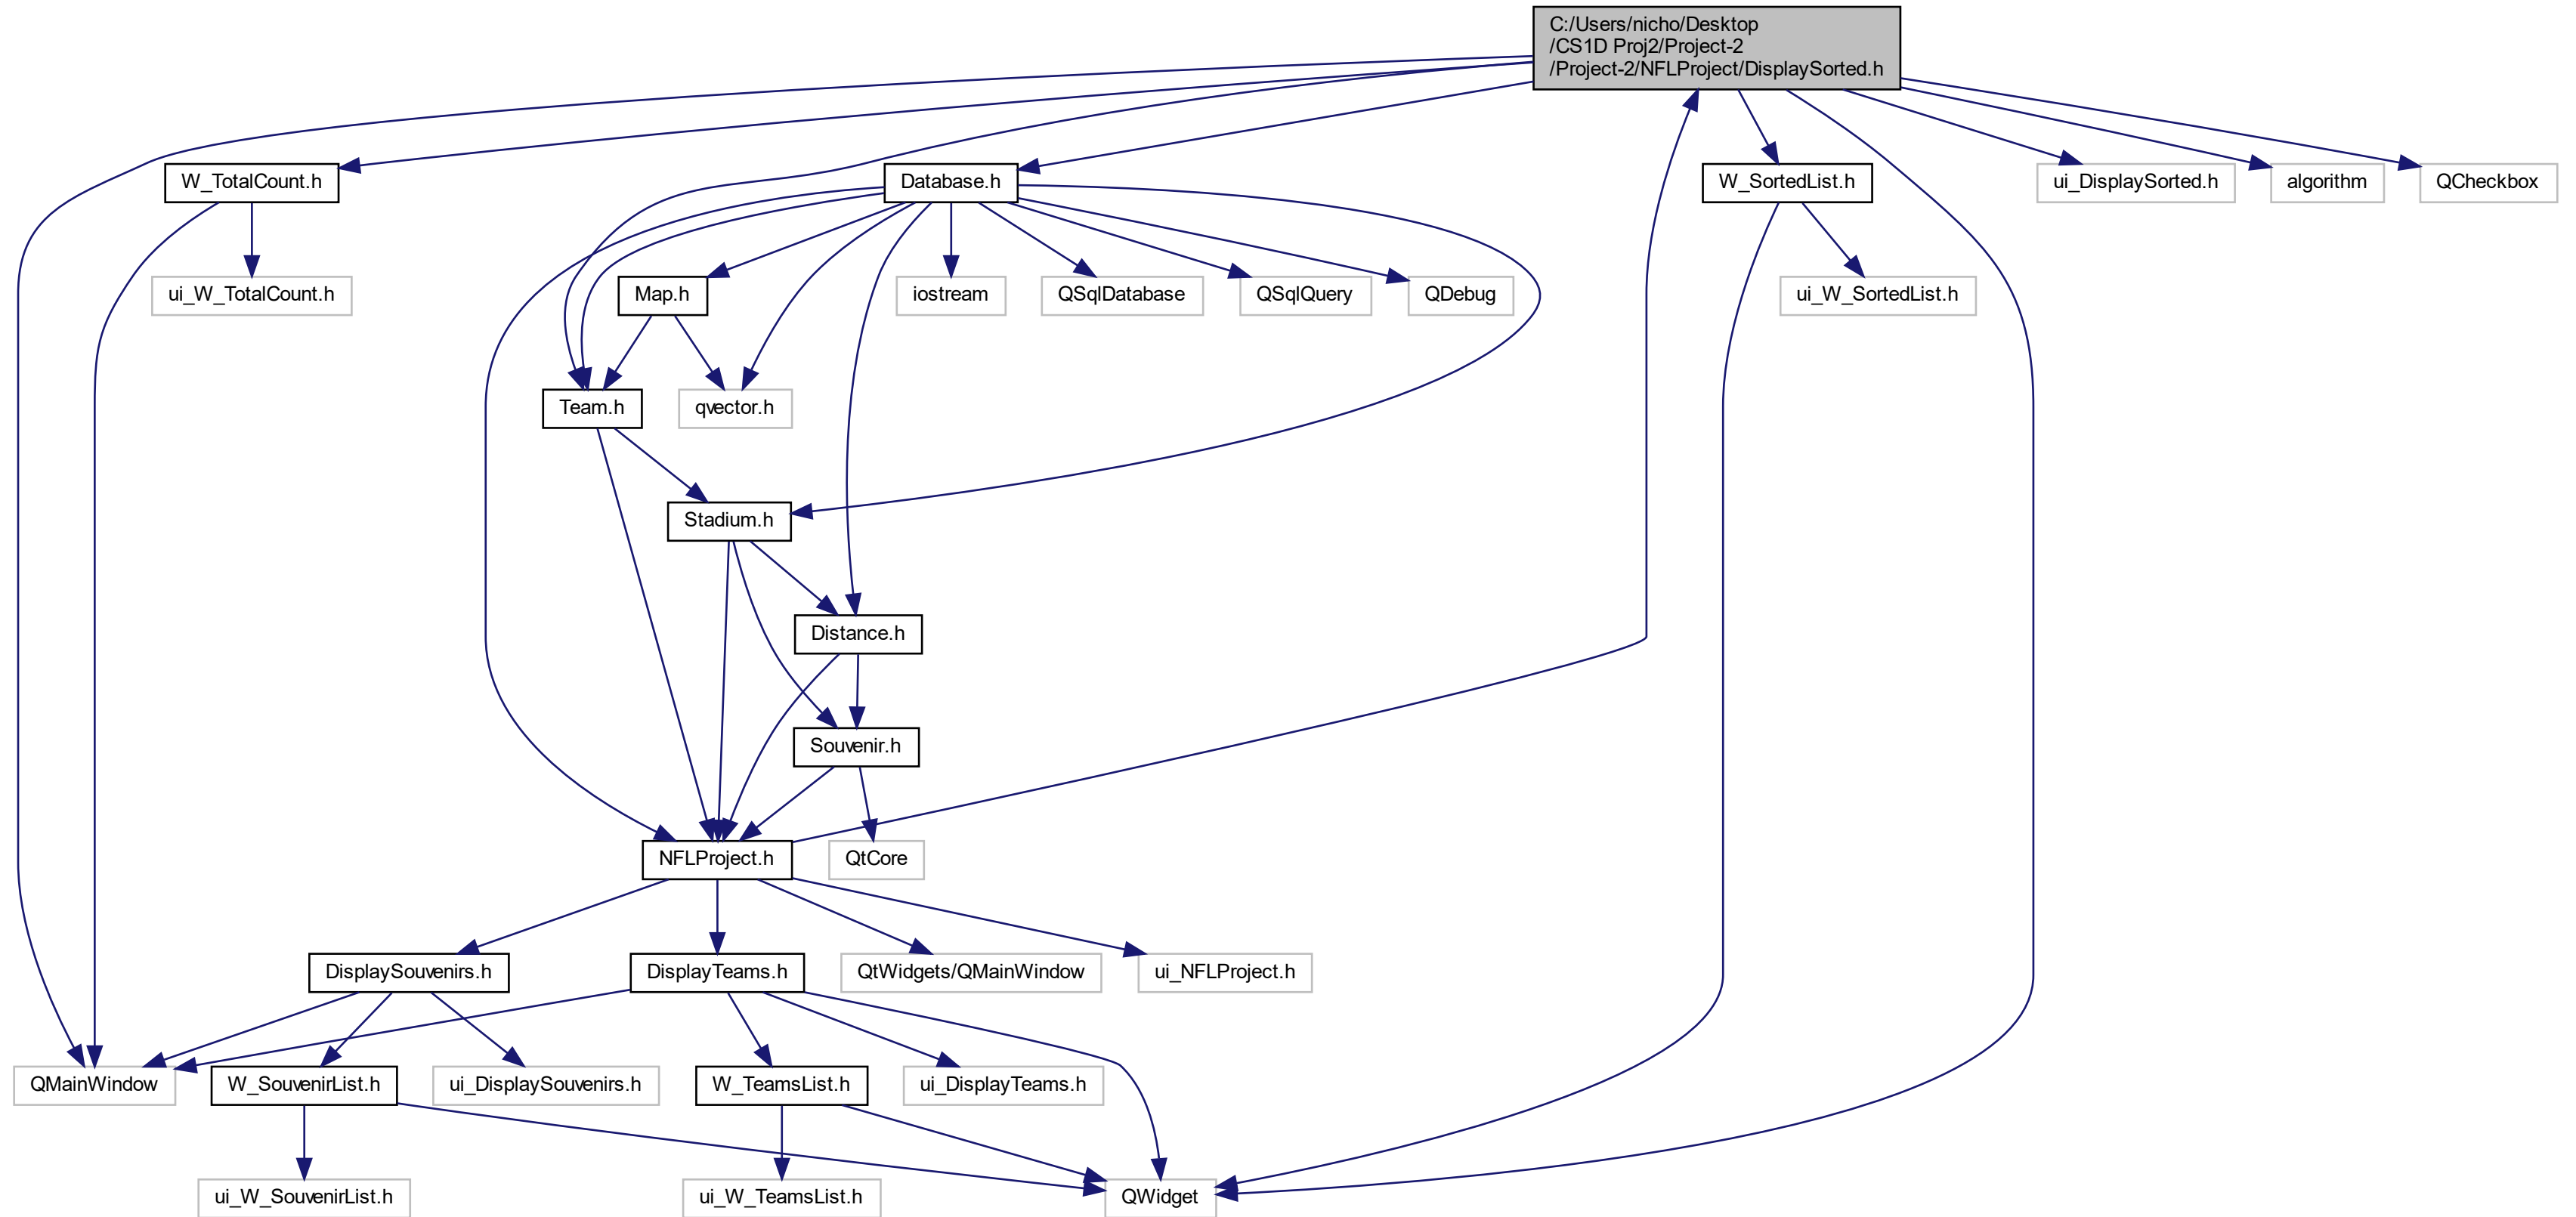 C:/Users/nicho/Desktop
/CS1D Proj2/Project-2
/Project-2/NFLProject/DisplaySorted.h
W_TotalCount.h
Database.h
W_SortedList.h
ui_DisplaySorted.h
algorithm
QCheckbox
ui_W_TotalCount.h
Map.h
iostream
QSqlDatabase
QSqlQuery
QDebug
ui_W_SortedList.h
Team.h
qvector.h
Stadium.h
Distance.h
Souvenir.h
NFLProject.h
QtCore
DisplaySouvenirs.h
DisplayTeams.h
QtWidgets/QMainWindow
ui_NFLProject.h
QMainWindow
W_SouvenirList.h
ui_DisplaySouvenirs.h
W_TeamsList.h
ui_DisplayTeams.h
ui_W_SouvenirList.h
ui_W_TeamsList.h
QWidget